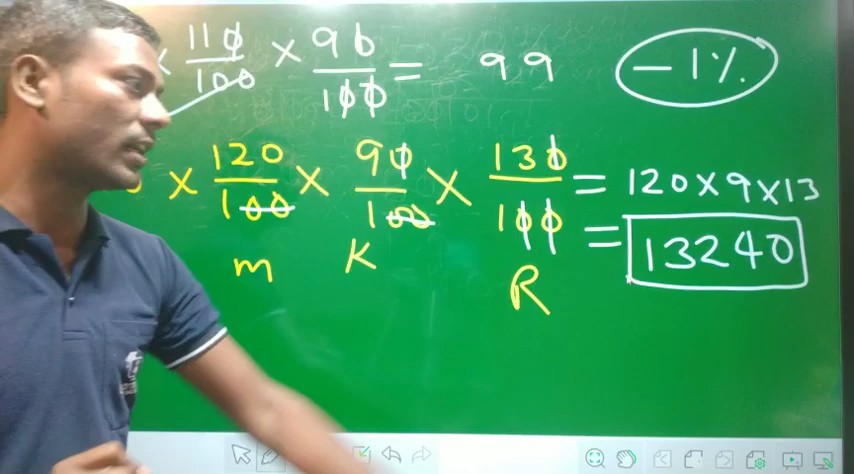 × 110/100 × 90/100 = 99 -1%
× 120/100 × 90/100 × 130/100 = 120×9×13
= 13240
m K R